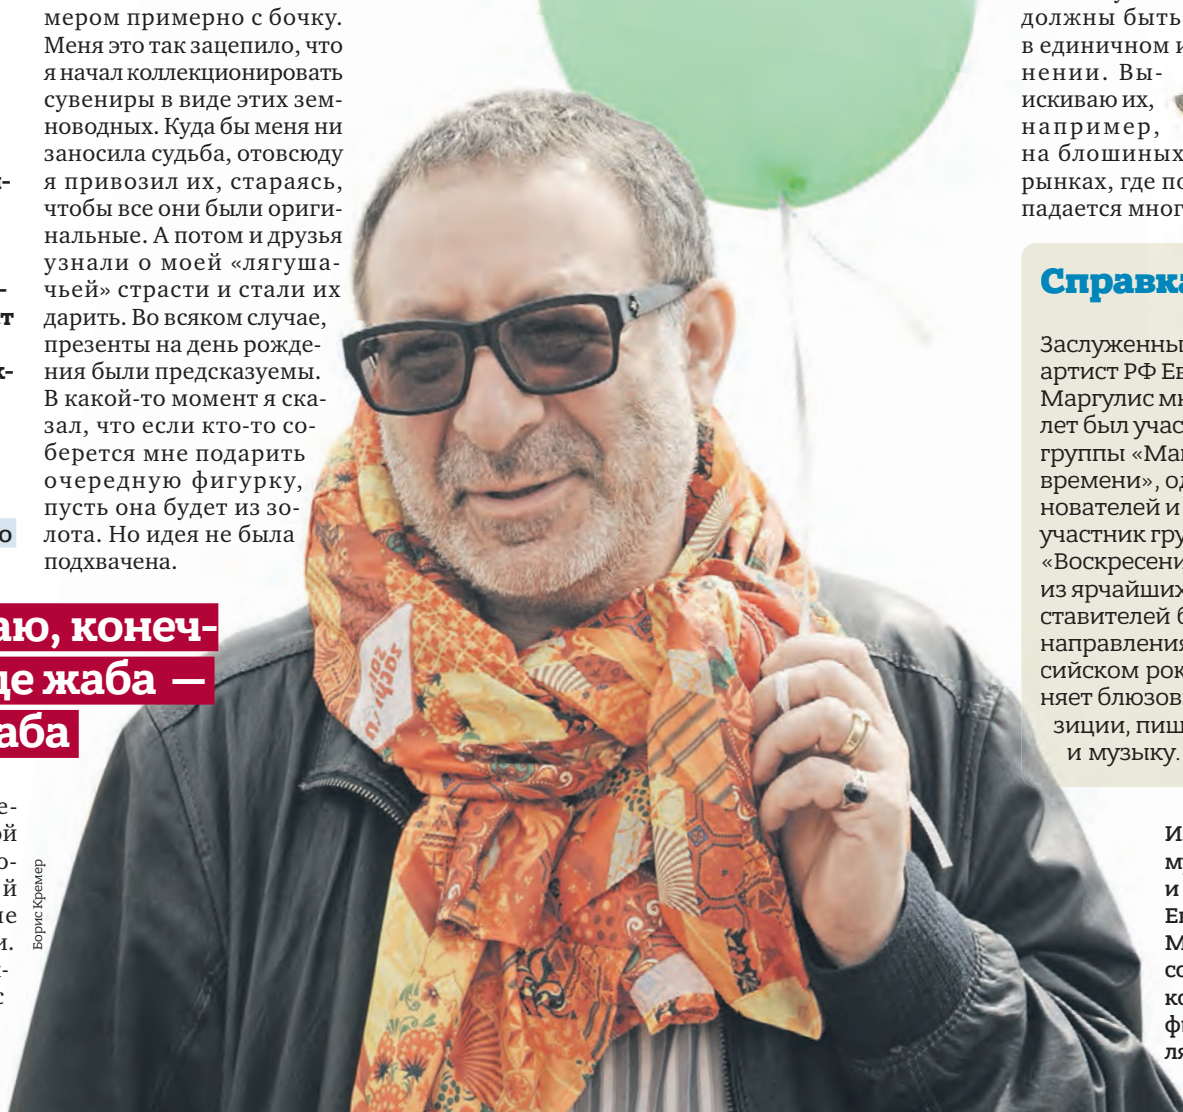 мером примерно с бочку.
Меня это так зацепило, что
я начал коллекционировать
сувениры в виде этих зем-
новодных. Куда бы меня ни
заносила судьба, отовсюду
я привозил их, стараясь,
чтобы все они были ориги-
нальные. А потом и друзья
узнали о моей «лягуша-
чьей» страсти и стали их
дарить. Во всяком случае,
презенты на день рожде-
ния были предсказуемы.
В какой-то момент я ска-
зал, что если кто-то со-
берется мне подарить
очередную фигурку,
пусть она будет из зо-
лота. Но идея не была
подхвачена.
аю, конеч-
де жаба —
аба
Борис Кремер
должны быть
в единичном и
нении. Вы-
искиваю их,
например,
на блошиных
рынках, где по
падается мног
Справка
Заслуженны
артист РФ Ев
Маргулис мн
лет был учас
группы «Ма
времени», од
нователей и
участник гру
«Воскресени
из ярчайших
ставителей б
направления
сийском рок
няет блюзов
зиции, пиш
и музыку.
И
м
и
Ев
М
со
ко
ф
ля